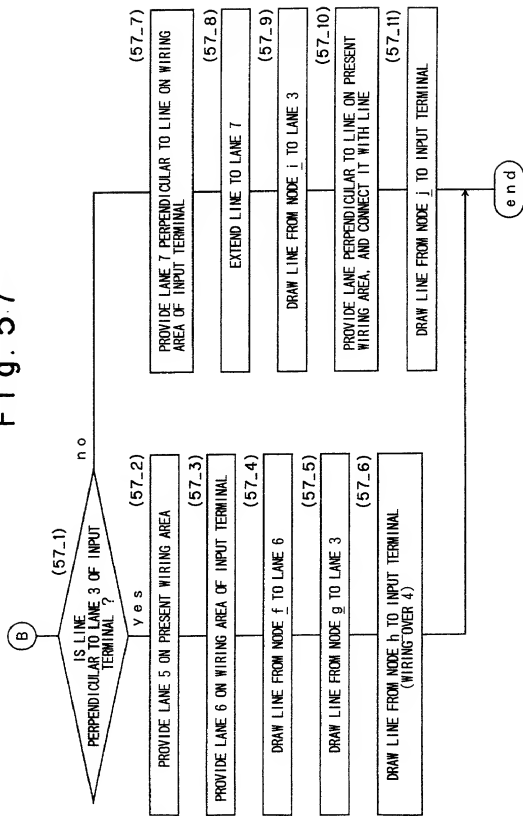 Fig. 57
B
(57_1)
IS LINE
PERPENDICULAR TO LANE 3 OF INPUT
TERMINAL ?
no
yes
(57_2)
PROVIDE LANE 5 ON PRESENT WIRING AREA
(57_3)
PROVIDE LANE 6 ON WIRING AREA OF INPUT TERMINAL
(57_4)
DRAW LINE FROM NODE f TO LANE 6
(57_5)
DRAW LINE FROM NODE g TO LANE 3
(57_6)
DRAW LINE FROM NODE h TO INPUT TERMINAL
(WIRING OVER 4)
(57_7)
PROVIDE LANE 7 PERPENDICULAR TO LINE ON WIRING
AREA OF INPUT TERMINAL
(57_8)
EXTEND LINE TO LANE 7
(57_9)
DRAW LINE FROM NODE i TO LANE 3
(57_10)
PROVIDE LANE PERPENDICULAR TO LINE ON PRESENT
WIRING AREA, AND CONNECT IT WITH LINE
(57_11)
DRAW LINE FROM NODE j TO INPUT TERMINAL
end